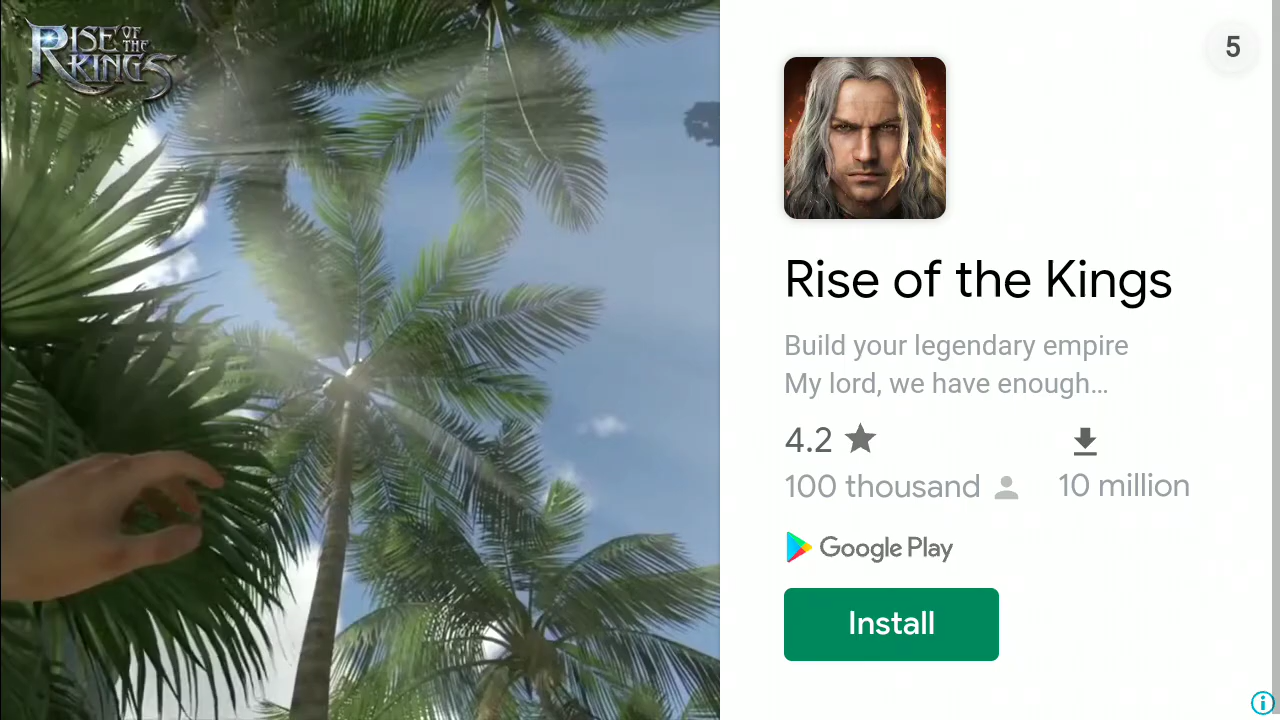 RISE OF THE KINGS
5
Rise of the Kings
Build your legendary empire
My lord, we have enough…
4.2
100 thousand
10 million
Google Play
Install